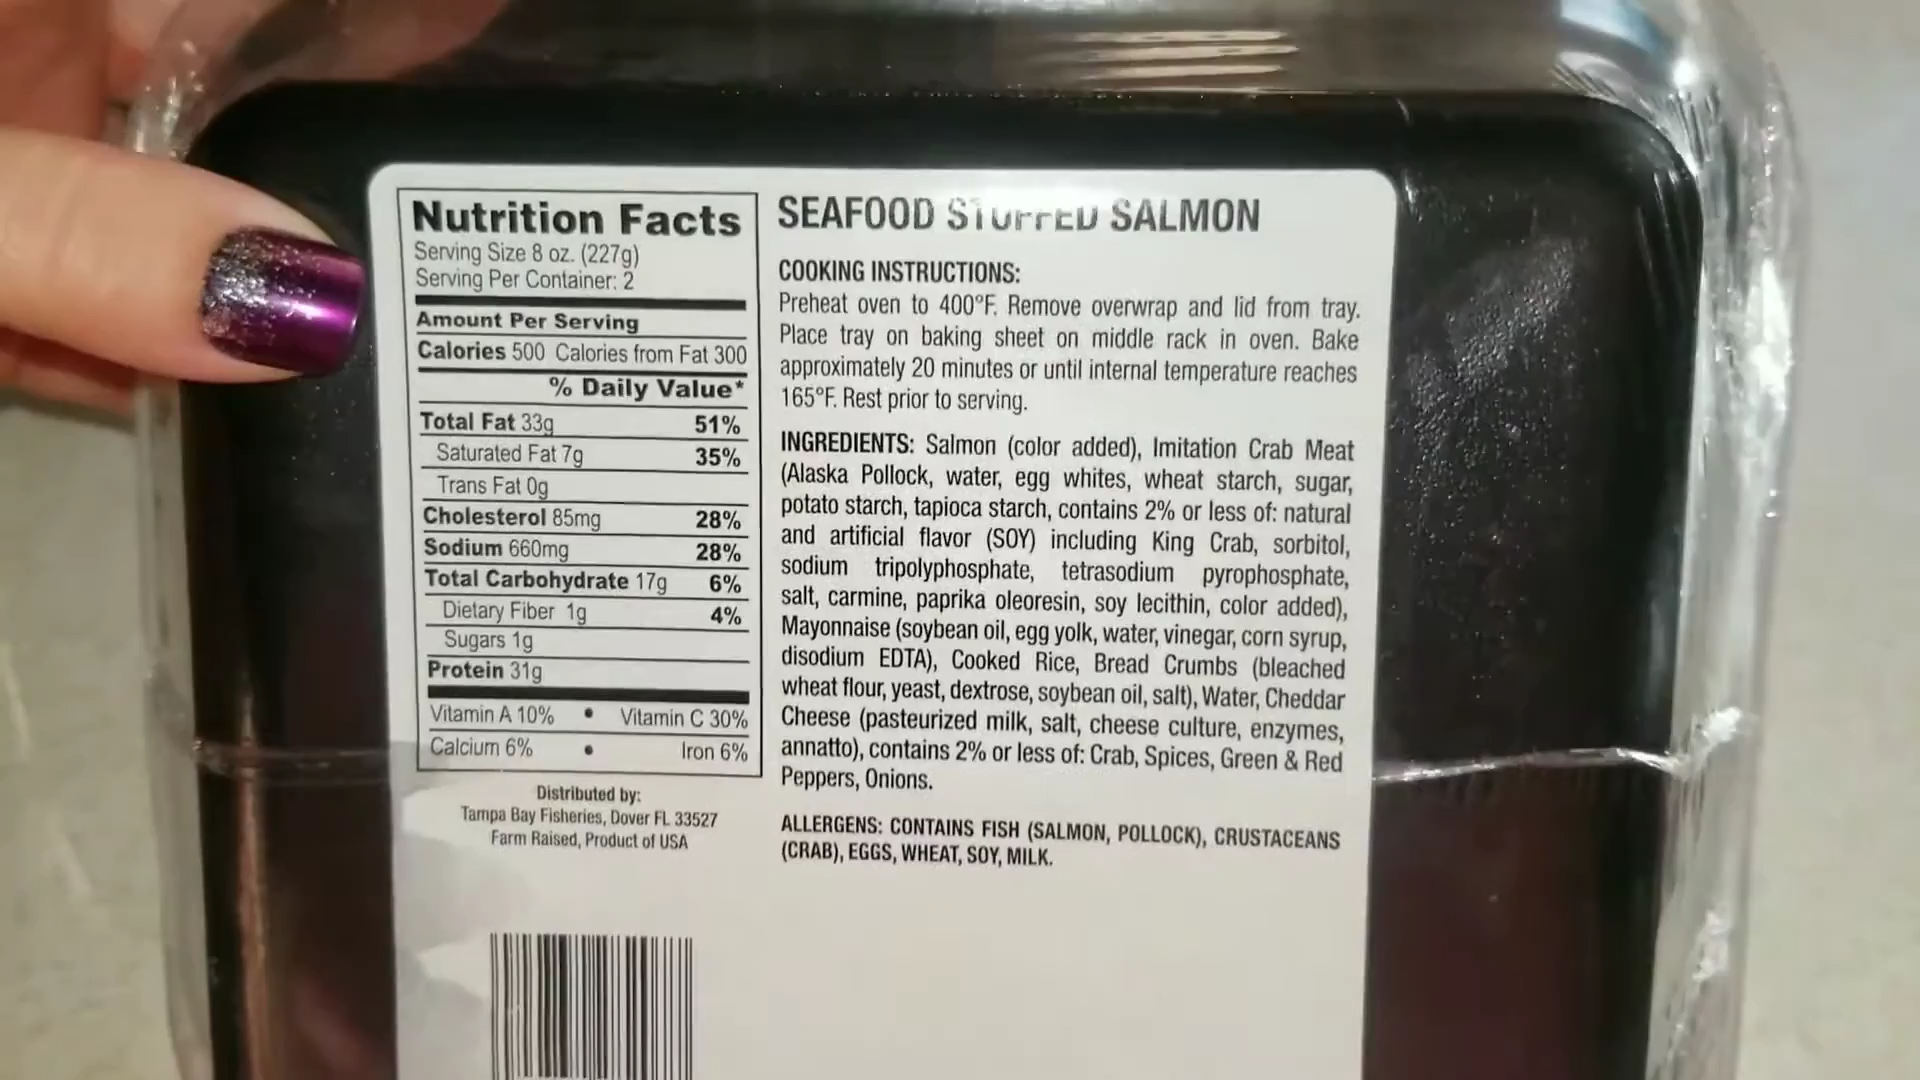 Nutrition Facts
Serving Size 8 oz. (227g)
Serving Per Container: 2
Amount Per Serving
Calories 500 Calories from Fat 300
% Daily Value*
Total Fat 33g 51%
Saturated Fat 7g 35%
Trans Fat 0g
Cholesterol 85mg 28%
Sodium 660mg 28%
Total Carbohydrate 17g 6%
Dietary Fiber 1g 4%
Sugars 1g
Protein 31g
Vitamin A 10% • Vitamin C 30%
Calcium 6% • Iron 6%
Distributed by:
Tampa Bay Fisheries, Dover FL 33527
Farm Raised, Product of USA
SEAFOOD STUFFED SALMON
COOKING INSTRUCTIONS:
Preheat oven to 400°F. Remove overwrap and lid from tray.
Place tray on baking sheet on middle rack in oven. Bake
approximately 20 minutes or until internal temperature reaches
165°F. Rest prior to serving.
INGREDIENTS: Salmon (color added), Imitation Crab Meat
(Alaska Pollock, water, egg whites, wheat starch, sugar,
potato starch, tapioca starch, contains 2% or less of: natural
and artificial flavor (SOY) including King Crab, sorbitol,
sodium tripolyphosphate, tetrasodium pyrophosphate,
salt, carmine, paprika oleoresin, soy lecithin, color added),
Mayonnaise (soybean oil, egg yolk, water, vinegar, corn syrup,
disodium EDTA), Cooked Rice, Bread Crumbs (bleached
wheat flour, yeast, dextrose, soybean oil, salt), Water, Cheddar
Cheese (pasteurized milk, salt, cheese culture, enzymes,
annatto), contains 2% or less of: Crab, Spices, Green & Red
Peppers, Onions.
ALLERGENS: CONTAINS FISH (SALMON, POLLOCK), CRUSTACEANS
(CRAB), EGGS, WHEAT, SOY, MILK.